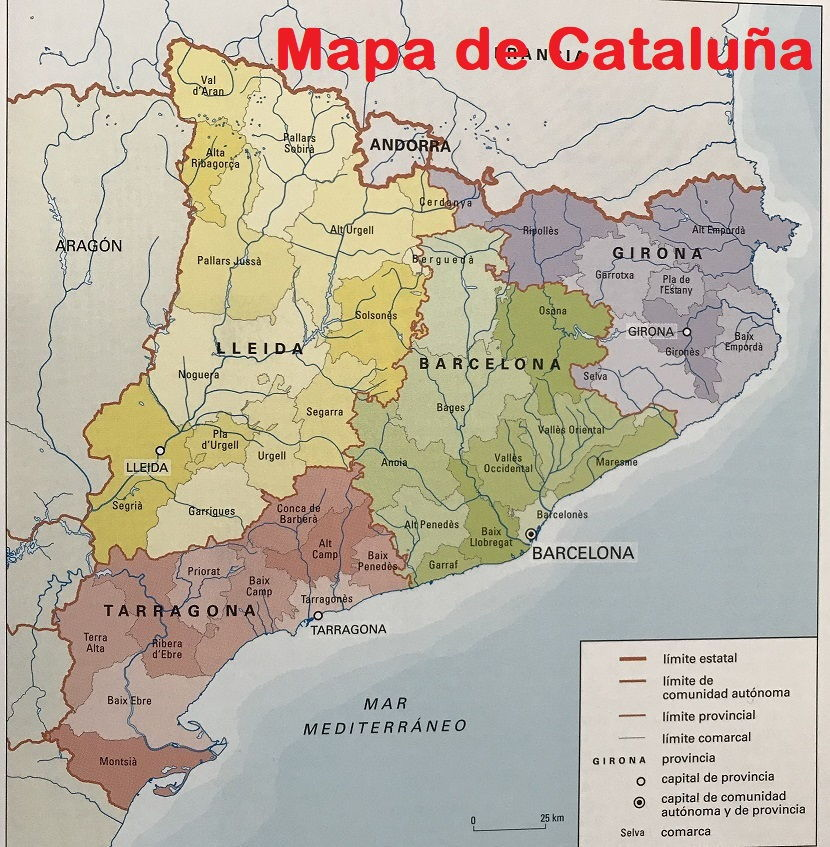 Mapa de Cataluña
FRANCIA
Val
d'Aran
Alta
Ribagorça
Pallars
Sobirà
ANDORRA
Cerdanya
ARAGÓN
Pallars Jussà
Alt Urgell
Berguedà
Ripollès
Alt Empordà
GIRONA
Garrotxa
Pla de
l'Estany
Solsonès
Osona
GIRONA
Gironès
Baix
Empordà
LLEIDA
BARCELONA
Noguera
Selva
Segarra
Bages
Pla
d'Urgell
Urgell
Vallès Oriental
LLEIDA
Anoia
Vallès
Occidental
Maresme
Segrià
Garrigues
Conca de
Barberà
Alt Penedès
Barcelonès
Baix
Llobregat
BARCELONA
Alt
Camp
Baix
Penedès
Garraf
Priorat
Baix
Camp
TARRAGONA
Tarragonès
TARRAGONA
Terra
Alta
Ribera
d'Ebre
Baix Ebre
Montsià
MAR
MEDITERRÁNEO
límite estatal
límite de
comunidad autónoma
límite provincial
límite comarcal
GIRONA provincia
capital de provincia
capital de comunidad
autónoma y de provincia
Selva comarca
0 25 km